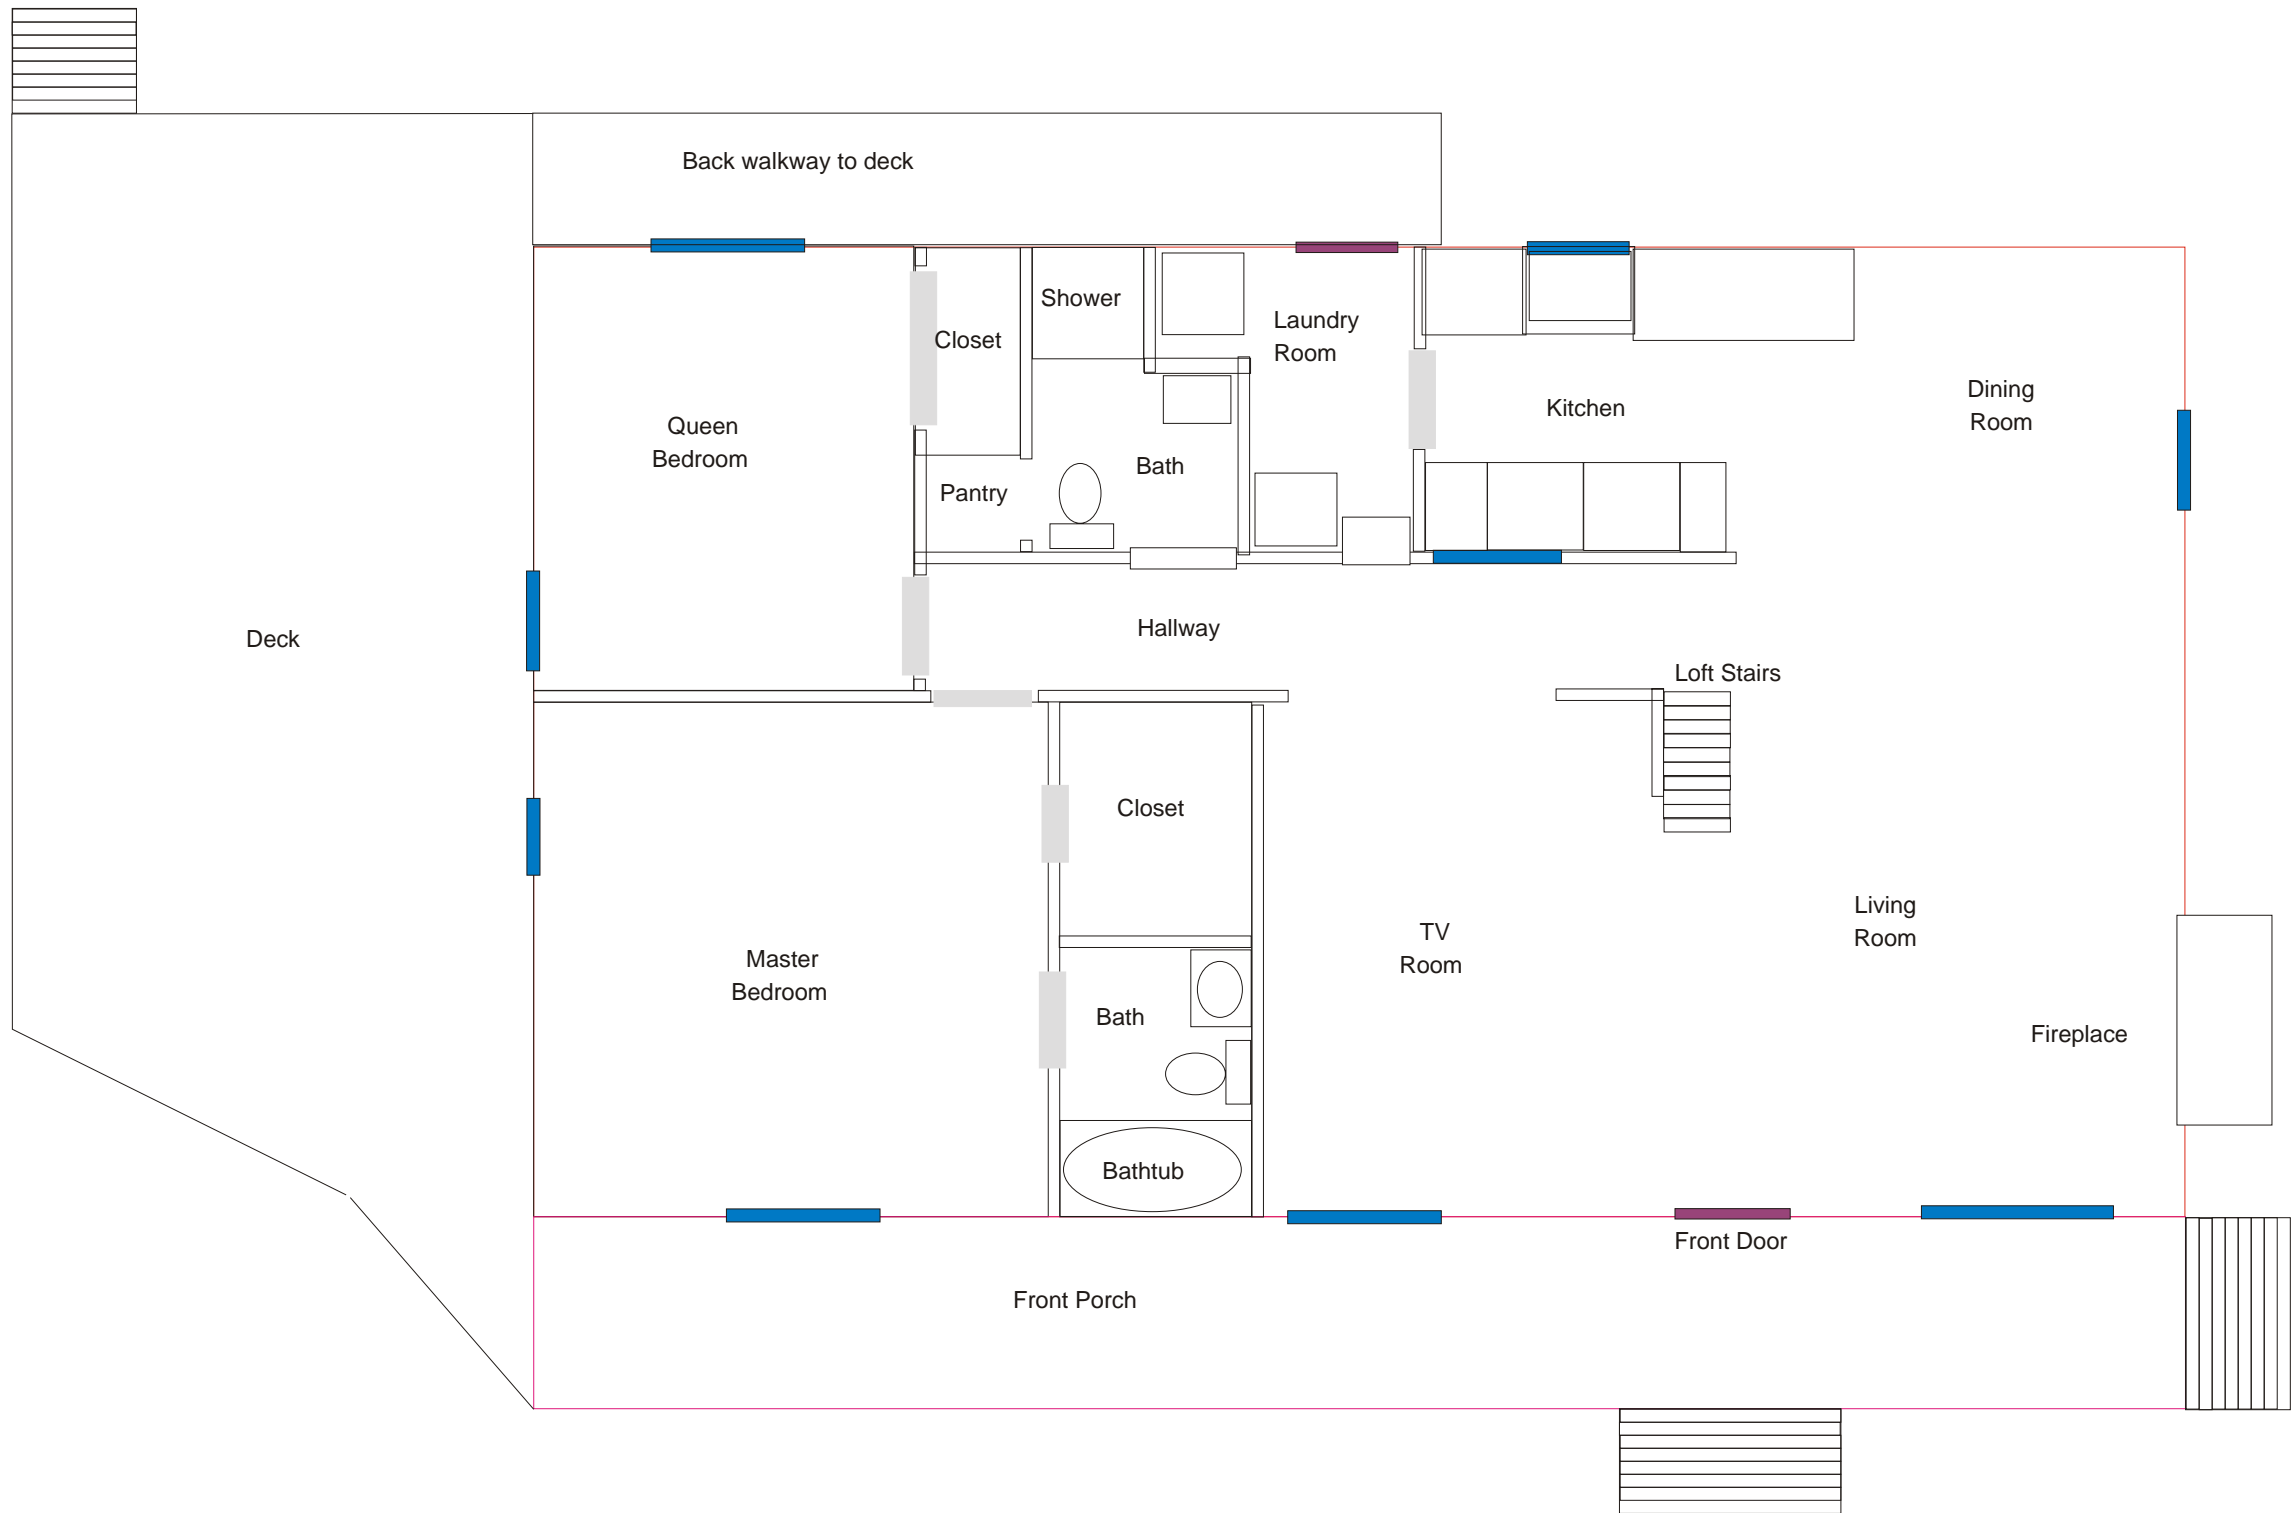 Back walkway to deck
Shower
Closet
Laundry
Room
Queen
Bedroom
Pantry
Bath
Kitchen
Dining
Room
Deck
Hallway
Loft Stairs
Closet
Master
Bedroom
Bath
Bathtub
TV
Room
Living
Room
Fireplace
Front Door
Front Porch